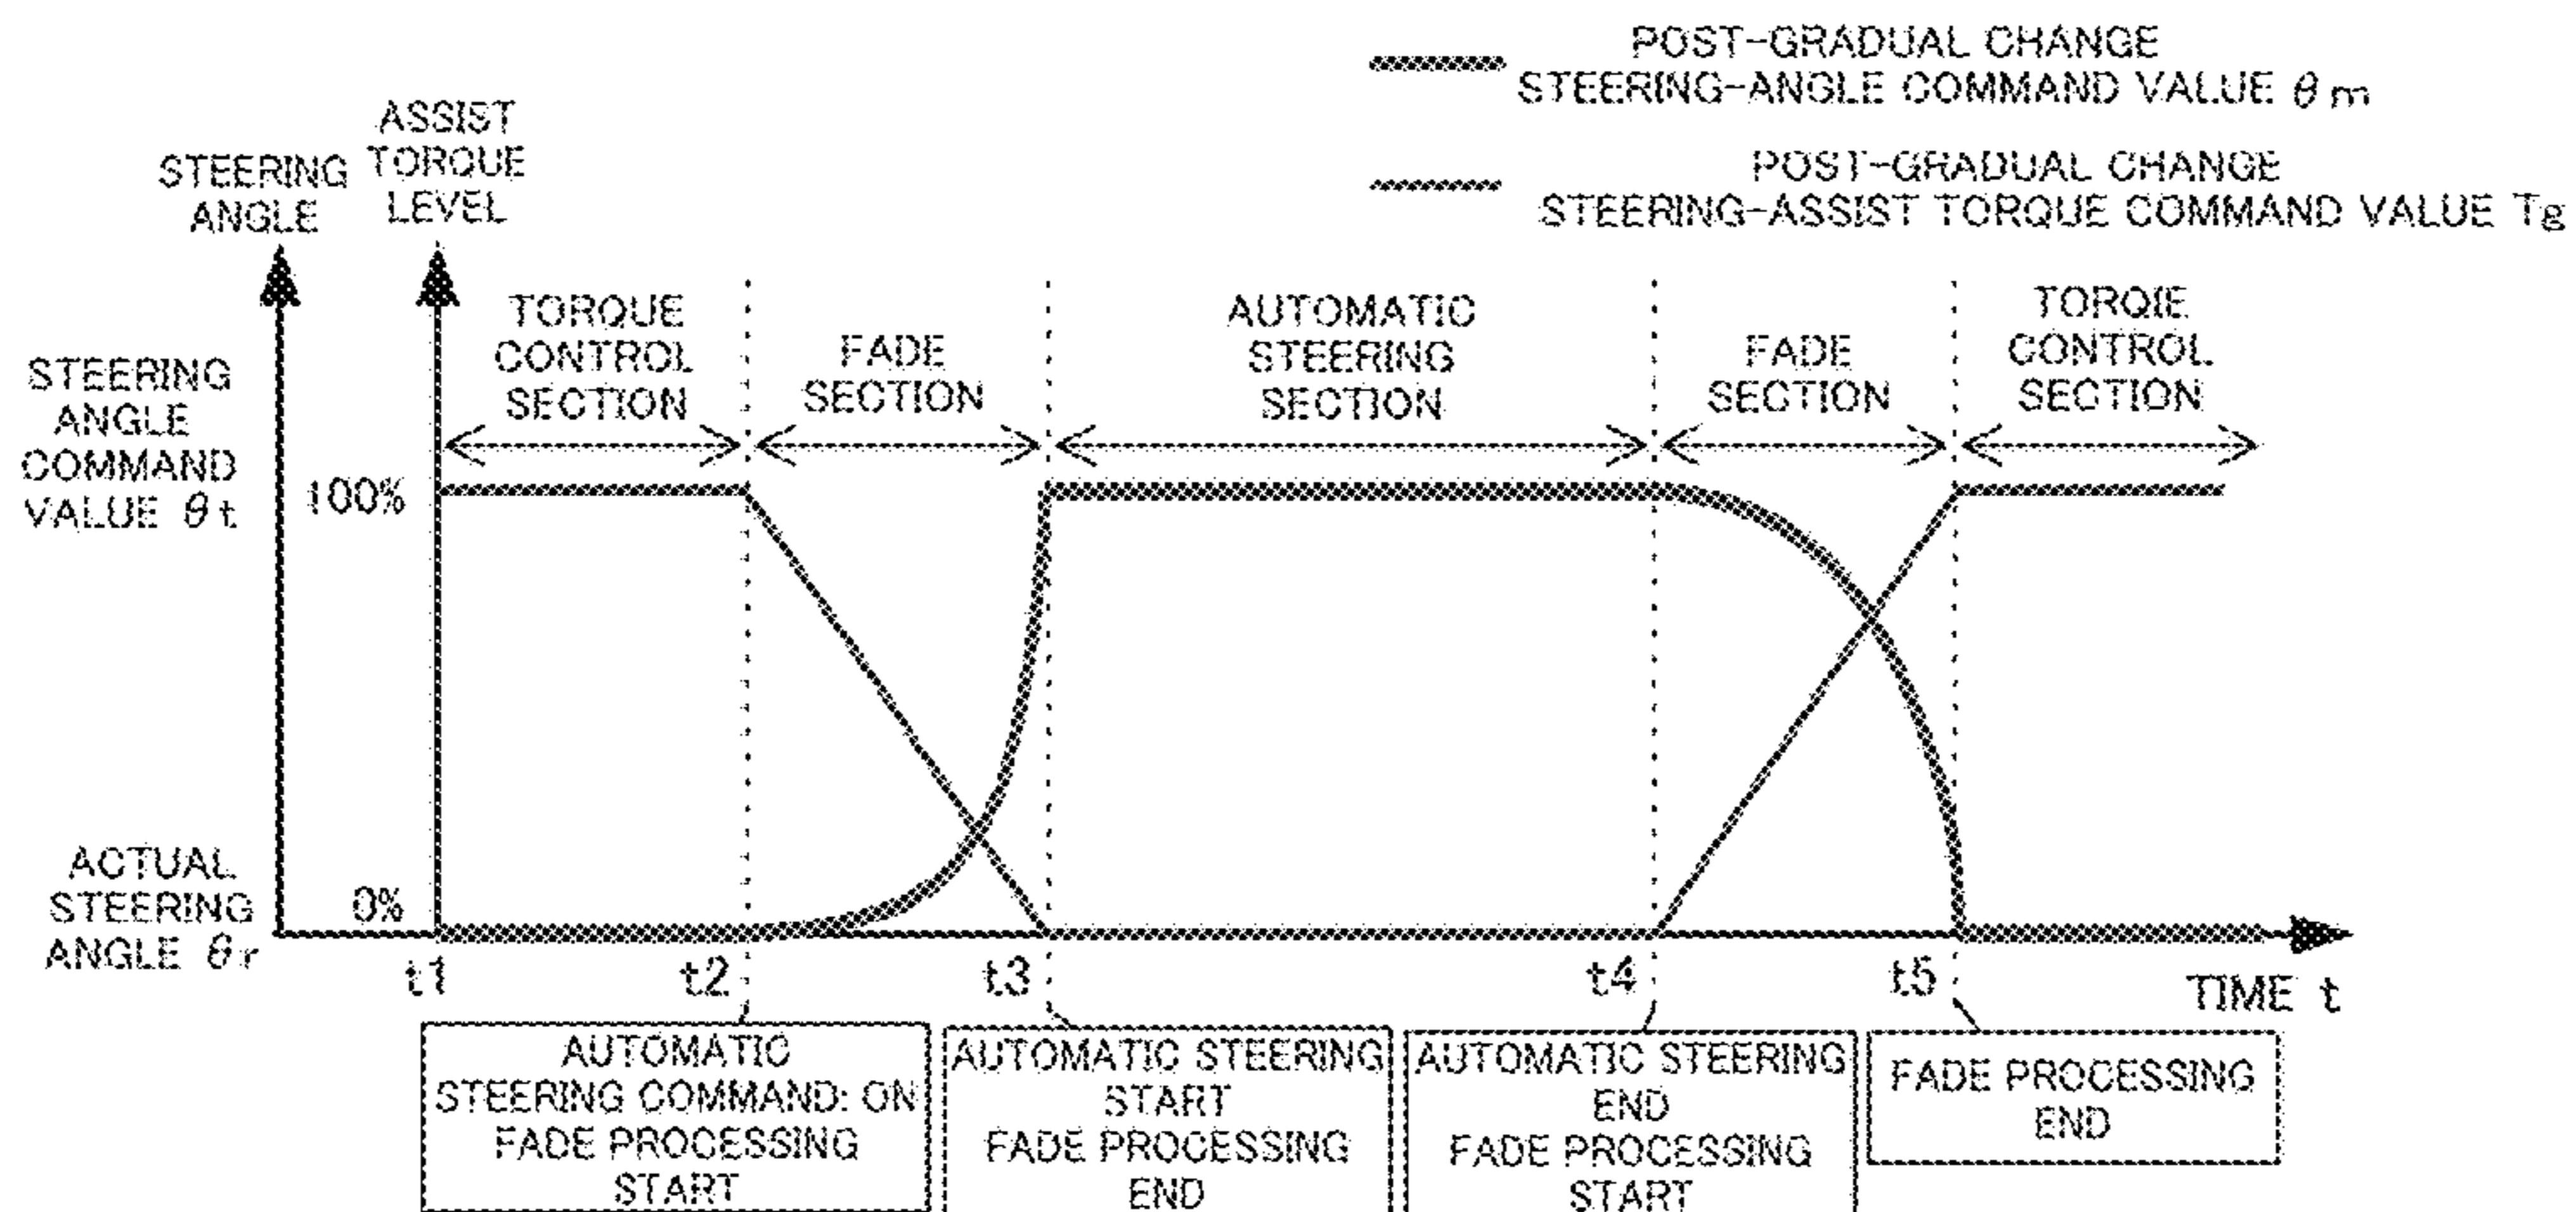 POST-GRADUAL CHANGE
STEERING-ANGLE COMMAND VALUE θm
POST-GRADUAL CHANGE
STEERING-ASSIST TORQUE COMMAND VALUE Tg
STEERING
ANGLE
ASSIST
TORQUE
LEVEL
TORQUE
CONTROL
SECTION
FADE
SECTION
AUTOMATIC
STEERING
SECTION
FADE
SECTION
TORQIE
CONTROL
SECTION
STEERING
ANGLE
COMMAND
VALUE θt
100%
ACTUAL
STEERING
ANGLE θr
0%
t1
t2
t3
t4
t5
TIME t
AUTOMATIC
STEERING COMMAND: ON
FADE PROCESSING
START
AUTOMATIC STEERING
START
FADE PROCESSING
END
AUTOMATIC STEERING
END
FADE PROCESSING
START
FADE PROCESSING
END